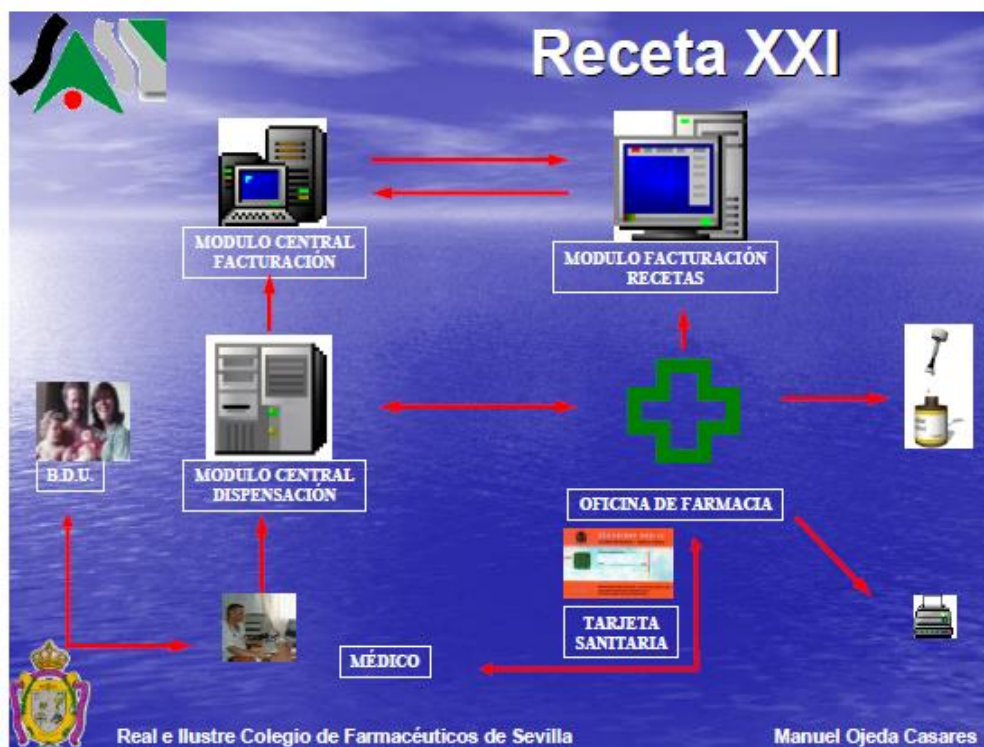 Receta XXI
MODULO CENTRAL
FACTURACIÓN
MODULO FACTURACIÓN
RECETAS
B.D.U.
MODULO CENTRAL
DISPENSACIÓN
OFICINA DE FARMACIA
TARJETA
SANITARIA
MÉDICO
Real e Ilustre Colegio de Farmacéuticos de Sevilla
Manuel Ojeda Casares